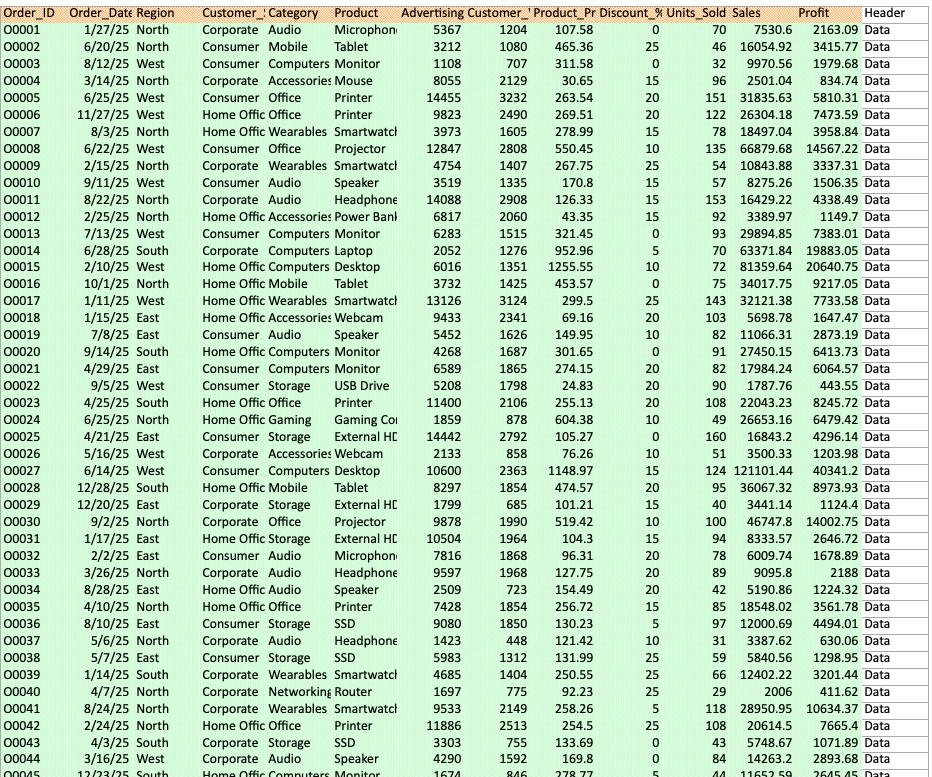 Order_ID Order_Date Region Customer_ Category Product Advertising Customer_ Product_Pr Discount_% Units_Sold Sales Profit Header
O0001 1/27/25 North Corporate Audio Microphon 5367 1204 107.58 0 70 7530.6 2163.09 Data
O0002 6/20/25 North Consumer Mobile Tablet 3212 1080 465.36 25 46 16054.92 3415.77 Data
O0003 8/12/25 West Consumer Computers Monitor 1108 707 311.58 0 32 9970.56 1979.68 Data
O0004 3/14/25 North Corporate Accessories Mouse 8055 2129 30.65 15 96 2501.04 834.74 Data
O0005 6/25/25 West Consumer Office Printer 14455 3232 263.54 20 151 31835.63 5810.31 Data
O0006 11/27/25 West Home Offic Office Printer 9823 2490 269.51 20 122 26304.18 7473.59 Data
O0007 8/3/25 North Home Offic Wearables Smartwatch 3973 1605 278.99 15 78 18497.04 3958.84 Data
O0008 6/22/25 West Consumer Office Projector 12847 2808 550.45 10 135 66879.68 14567.22 Data
O0009 2/15/25 North Corporate Wearables Smartwatch 4754 1407 267.75 25 54 10843.88 3337.31 Data
O0010 9/11/25 West Consumer Audio Speaker 3519 1335 170.8 15 57 8275.26 1506.35 Data
O0011 8/22/25 North Corporate Audio Headphone 14088 2908 126.33 15 153 16429.22 4338.49 Data
O0012 2/25/25 North Home Offic Accessories Power Bank 6817 2060 43.35 15 92 3389.97 1149.7 Data
O0013 7/13/25 West Consumer Computers Monitor 6283 1515 321.45 0 93 29894.85 7383.01 Data
O0014 6/28/25 South Corporate Computers Laptop 2052 1276 952.96 5 70 63371.84 19883.05 Data
O0015 2/10/25 West Home Offic Computers Desktop 6016 1351 1255.55 10 72 81359.64 20640.75 Data
O0016 10/1/25 North Home Offic Mobile Tablet 3732 1425 453.57 0 75 34017.75 9217.05 Data
O0017 1/11/25 West Home Offic Wearables Smartwatch 13126 3124 299.5 25 143 32121.38 7733.58 Data
O0018 1/15/25 East Home Offic Accessories Webcam 9433 2341 69.16 20 103 5698.78 1647.47 Data
O0019 7/8/25 East Consumer Audio Speaker 5452 1626 149.95 10 82 11066.31 2873.19 Data
O0020 9/14/25 South Home Offic Computers Monitor 4268 1687 301.65 0 91 27450.15 6413.73 Data
O0021 4/29/25 East Consumer Computers Monitor 6589 1865 274.15 20 82 17984.24 6064.57 Data
O0022 9/5/25 West Consumer Storage USB Drive 5208 1798 24.83 20 90 1787.76 443.55 Data
O0023 4/25/25 South Home Offic Office Printer 11400 2106 255.13 20 108 22043.23 8245.72 Data
O0024 6/25/25 North Home Offic Gaming Gaming Con 1859 878 604.38 10 49 26653.16 6479.42 Data
O0025 4/21/25 East Consumer Storage External HD 14442 2792 105.27 0 160 16843.2 4296.14 Data
O0026 5/16/25 West Corporate Accessories Webcam 2133 858 76.26 10 51 3500.33 1203.98 Data
O0027 6/14/25 West Consumer Computers Desktop 10600 2363 1148.97 15 124 121101.44 40341.2 Data
O0028 12/28/25 South Home Offic Mobile Tablet 8297 1854 474.57 20 95 36067.32 8973.93 Data
O0029 12/20/25 East Corporate Storage External HD 1799 685 101.21 15 40 3441.14 1124.4 Data
O0030 9/2/25 North Corporate Office Projector 9878 1990 519.42 10 100 46747.8 14002.75 Data
O0031 1/17/25 East Home Offic Storage External HD 10504 1964 104.3 15 94 8333.57 2646.72 Data
O0032 2/2/25 East Consumer Audio Microphon 7816 1868 96.31 20 78 6009.74 1678.89 Data
O0033 3/26/25 North Corporate Audio Headphone 9597 1968 127.75 20 89 9095.8 2188 Data
O0034 8/28/25 East Home Offic Audio Speaker 2509 723 154.49 20 42 5190.86 1224.32 Data
O0035 4/10/25 North Home Offic Office Printer 7428 1854 256.72 15 85 18548.02 3561.78 Data
O0036 8/10/25 East Consumer Storage SSD 9080 1850 130.23 5 97 12000.69 4494.01 Data
O0037 5/6/25 North Corporate Audio Headphone 1423 448 121.42 10 31 3387.62 630.06 Data
O0038 5/7/25 East Consumer Storage SSD 5983 1312 131.99 25 59 5840.56 1298.95 Data
O0039 1/5/25 South Corporate Wearables Smartwatch 4685 1404 250.55 25 66 12402.22 3201.44 Data
O0040 4/7/25 North Corporate Networking Router 1697 775 92.23 25 29 2006 411.62 Data
O0041 8/24/25 North Corporate Wearables Smartwatch 9533 2149 258.26 5 118 28950.95 10634.37 Data
O0042 2/24/25 North Home Offic Office Printer 11886 2513 254.5 25 108 20614.5 7665.4 Data
O0043 4/3/25 South Corporate Storage SSD 3303 755 133.69 0 43 5748.67 1071.89 Data
O0044 3/16/25 West Corporate Audio Speaker 4290 1592 169.8 0 84 14263.2 2893.68 Data
O0045 12/23/25 South Home Offic Computers Monitor 1674 846 278.77 5 44 11652.59 2645.45 Data